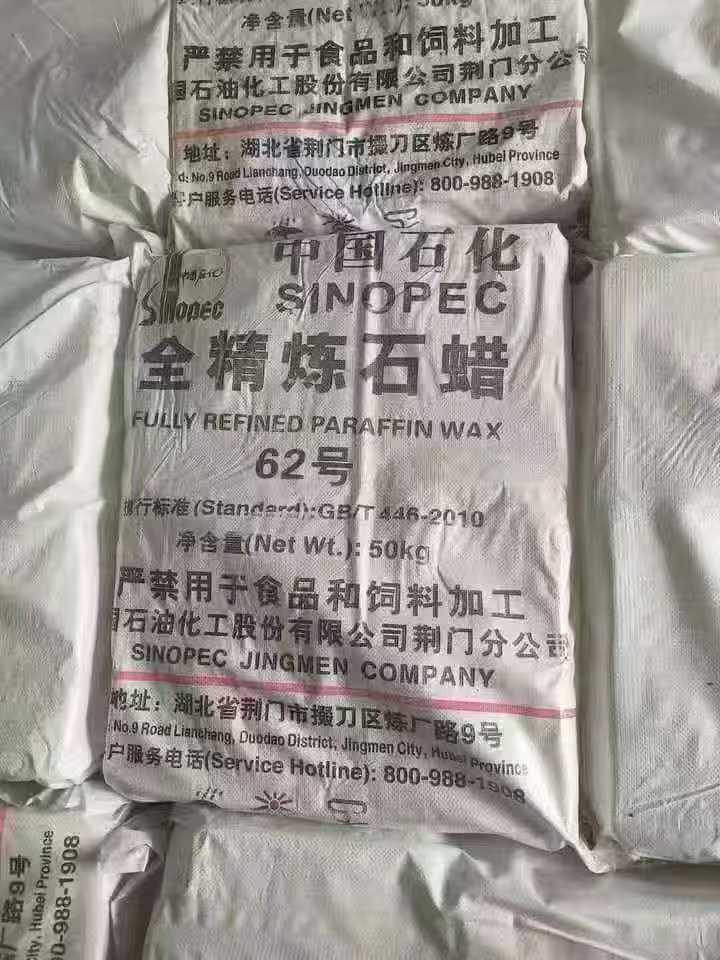 净含量(Net Wt.): 50kg
严禁用于食品和饲料加工
国石油化工股份有限公司荆门分公司
SINOPEC JINGMEN COMPANY
地址：湖北省荆门市掇刀区炼厂路9号
d: No.9 Road Lianchang, Duodao District, Jingmen City, Hubei Province
客户服务电话(Service Hotline): 800-988-1908
中国石化
SINOPEC
中国石化
SINOPEC
全精炼石蜡
FULLY REFINED PARAFFIN WAX
62号
执行标准(Standard):GB/T 446-2010
净含量(Net Wt.): 50kg
严禁用于食品和饲料加工
国石油化工股份有限公司荆门分公司
SINOPEC JINGMEN COMPANY
地址：湖北省荆门市掇刀区炼厂路9号
: No.9 Road Lianchang, Duodao District, Jingmen City, Hubei Province
户服务电话(Service Hotline): 800-988-1908
厂路9号
ity, Hubei Province
0-988-1908